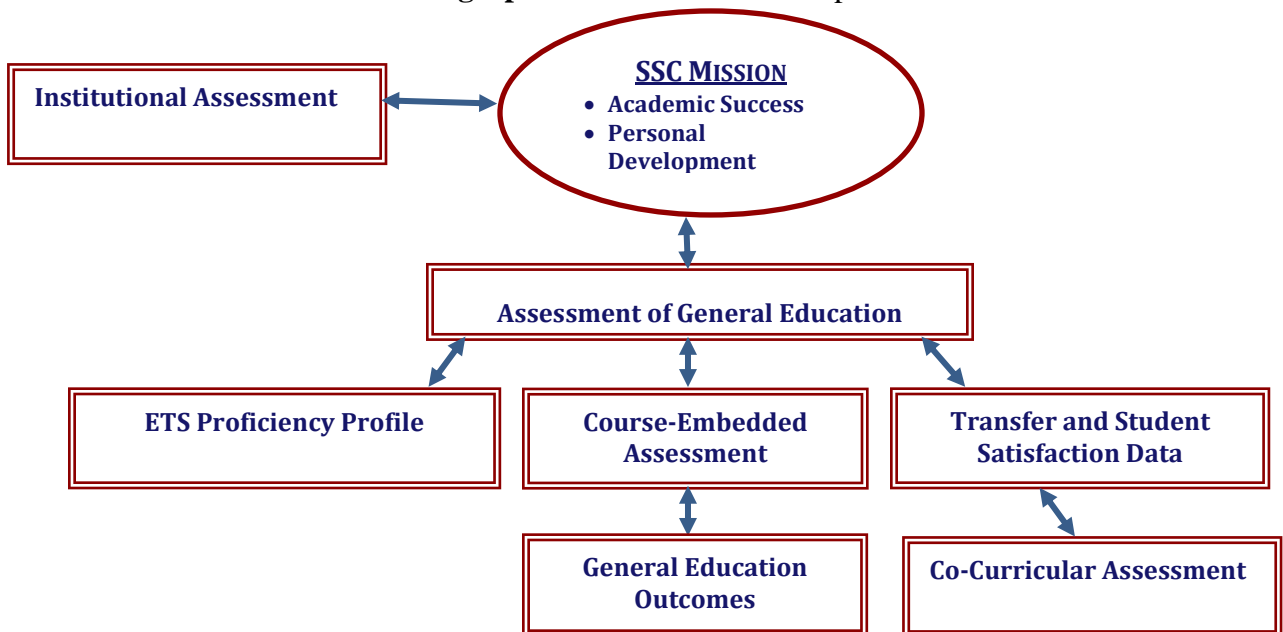 Institutional Assessment
SSC MISSION
• Academic Success
• Personal
Development
Assessment of General Education
ETS Proficiency Profile
Course-Embedded
Assessment
Transfer and Student
Satisfaction Data
General Education
Outcomes
Co-Curricular Assessment